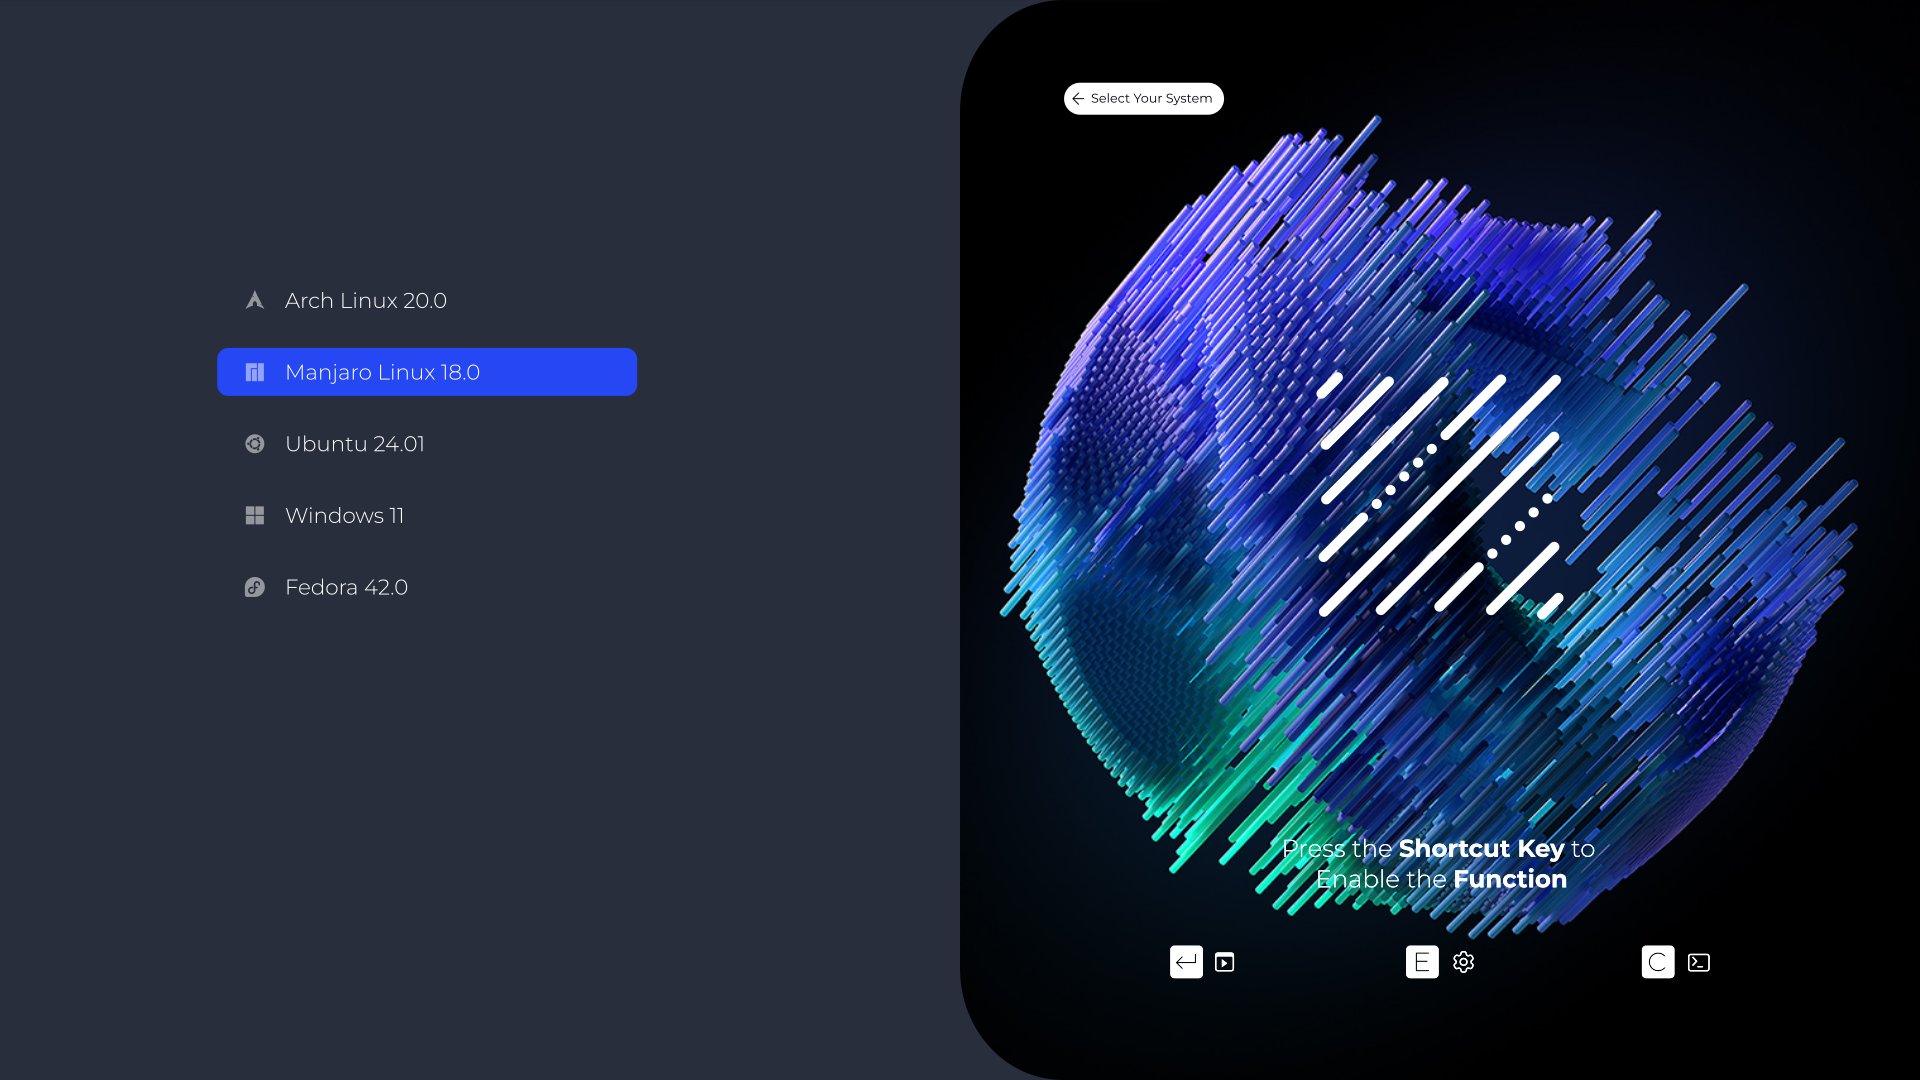 Arch Linux 20.0
Manjaro Linux 18.0
Ubuntu 24.01
Windows 11
Fedora 42.0
Select Your System
Press the Shortcut Key to
Enable the Function
E
C